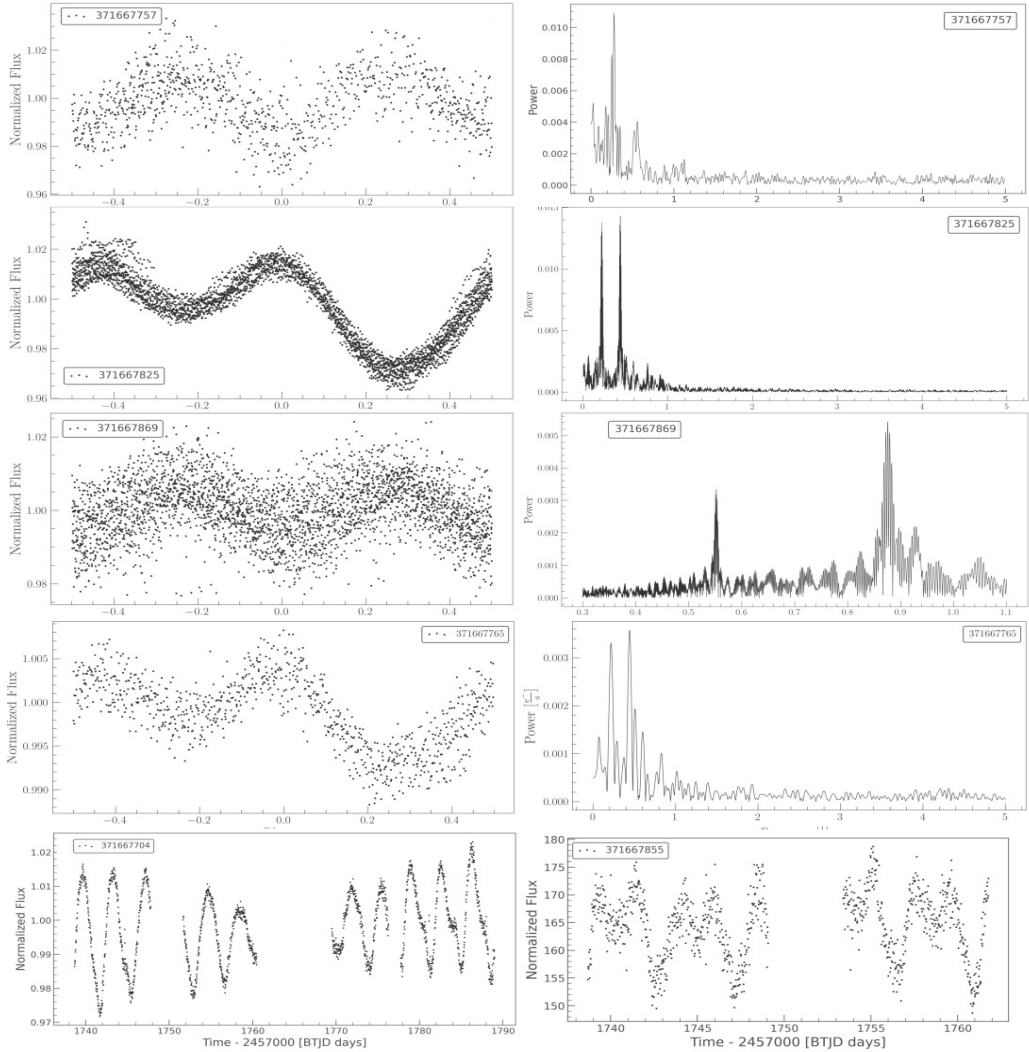 371667757
Normalized Flux
1.02
1.00
0.98
0.96
−0.4 −0.2 0.0 0.2 0.4
371667757
Power
0.010
0.008
0.006
0.004
0.002
0.000
0 1 2 3 4 5
371667825
Normalized Flux
1.02
1.00
0.98
0.96
−0.4 −0.2 0.0 0.2 0.4
371667825
Power
0.015
0.010
0.005
0.000
0 1 2 3 4 5
371667869
Normalized Flux
1.02
1.00
0.98
−0.4 −0.2 0.0 0.2 0.4
371667869
Power
0.005
0.004
0.003
0.002
0.001
0.000
0.3 0.4 0.5 0.6 0.7 0.8 0.9 1.0 1.1
371667765
Normalized Flux
1.005
1.000
0.995
0.990
−0.4 −0.2 0.0 0.2 0.4
371667765
Power
0.003
0.002
0.001
0.000
0 1 2 3 4 5
371667704
Normalized Flux
1.02
1.01
1.00
0.99
0.98
0.97
1740 1750 1760 1770 1780 1790
Time - 2457000 [BTJD days]
371667855
Normalized Flux
180
175
170
165
160
155
150
1740 1745 1750 1755 1760
Time - 2457000 [BTJD days]